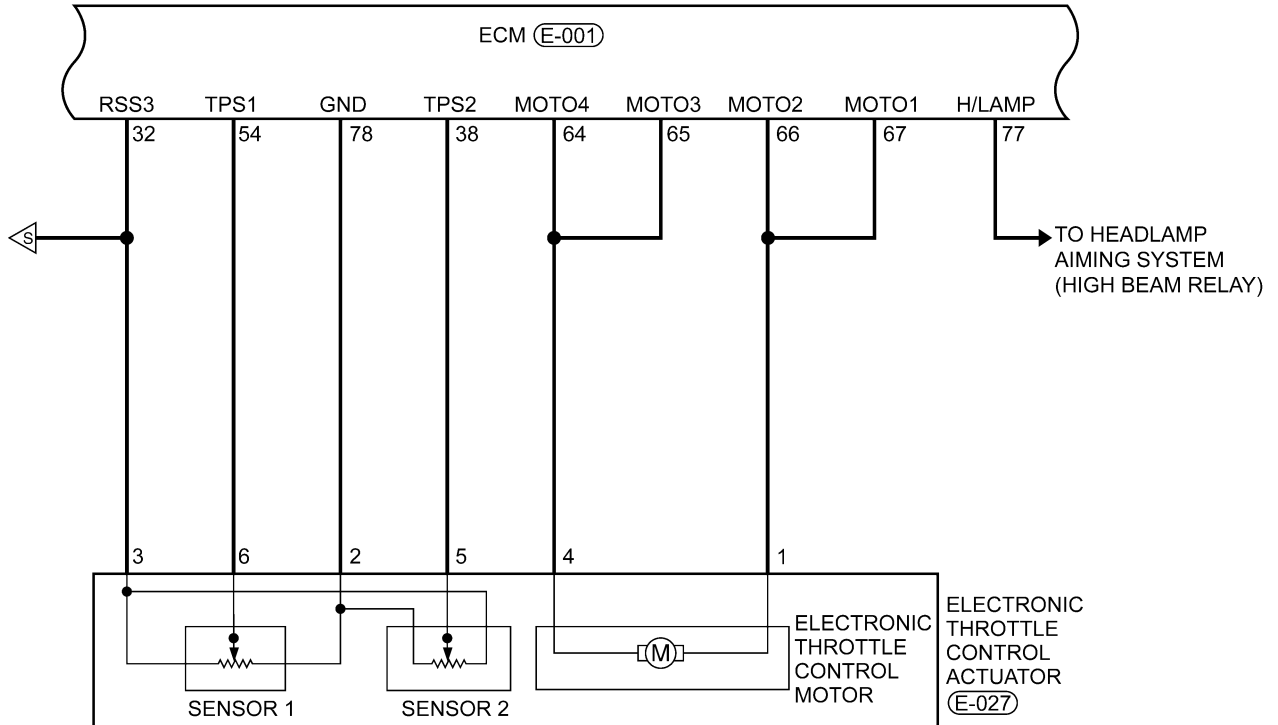 ECM E-001
RSS3 TPS1 GND TPS2 MOTO4 MOTO3 MOTO2 MOTO1 H/LAMP
32 54 78 38 64 65 66 67 77
S
TO HEADLAMP
AIMING SYSTEM
(HIGH BEAM RELAY)
3 6 2 5 4 1
ELECTRONIC
THROTTLE
CONTROL
MOTOR
M
SENSOR 1
SENSOR 2
ELECTRONIC
THROTTLE
CONTROL
ACTUATOR
E-027